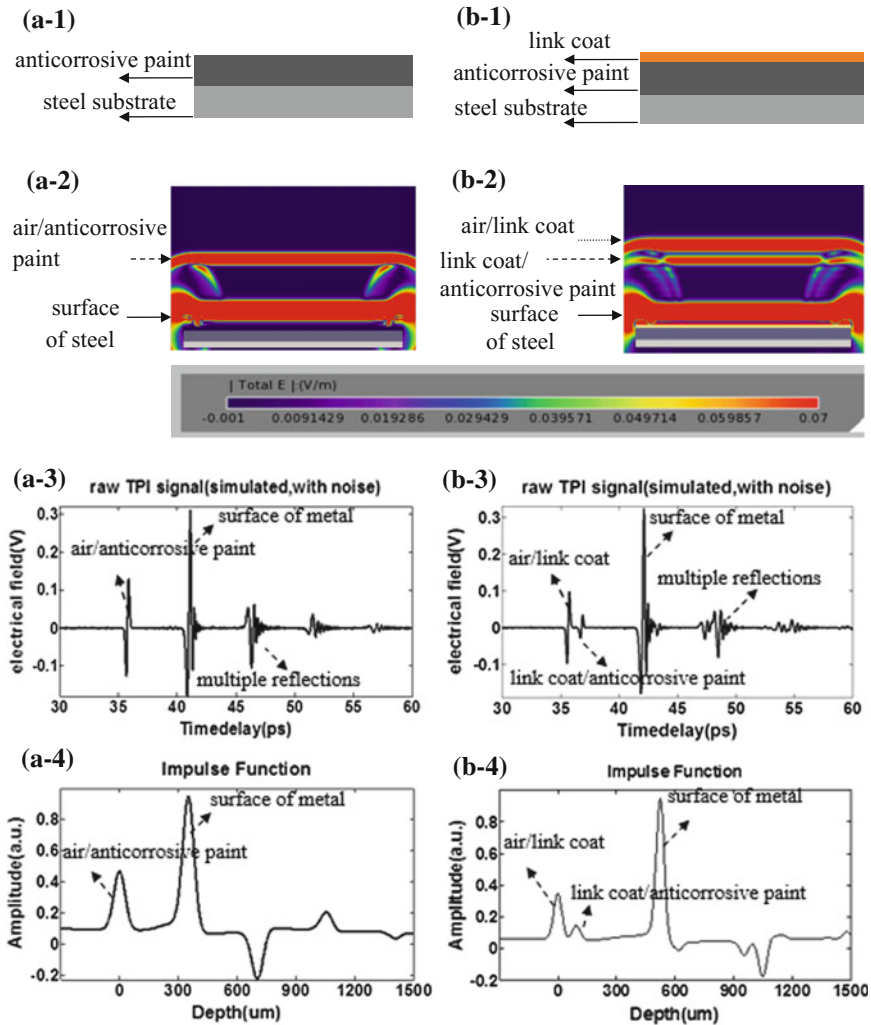 (a-1)
anticorrosive paint
steel substrate
(b-1)
link coat
anticorrosive paint
steel substrate
(a-2)
air/anticorrosive
paint
surface
of steel
(b-2)
air/link coat
link coat/
anticorrosive paint
surface
of steel
| Total E |:(V/m)
-0.001 0.0091429 0.019286 0.029429 0.039571 0.049714 0.059857 0.07
(a-3)
raw TPI signal(simulated,with noise)
electrical field(V)
0.3
0.2
0.1
0
-0.1
surface of metal
air/anticorrosive paint
multiple reflections
30 35 40 45 50 55 60
Timedelay(ps)
(b-3)
raw TPI signal(simulated,with noise)
electrical field(V)
0.3
0.2
0.1
0
-0.1
surface of metal
air/link coat
multiple reflections
link coat/anticorrosive paint
30 35 40 45 50 55 60
Timedelay(ps)
(a-4)
Impulse Function
Amplitude(a.u.)
0.8
0.6
0.4
0.2
0
-0.2
surface of metal
air/anticorrosive paint
0 300 600 900 1200 1500
Depth(um)
(b-4)
Impulse Function
Amplitude(a.u.)
0.8
0.6
0.4
0.2
0
-0.2
surface of metal
air/link coat
link coat/anticorrosive paint
0 300 600 900 1200 1500
Depth(um)